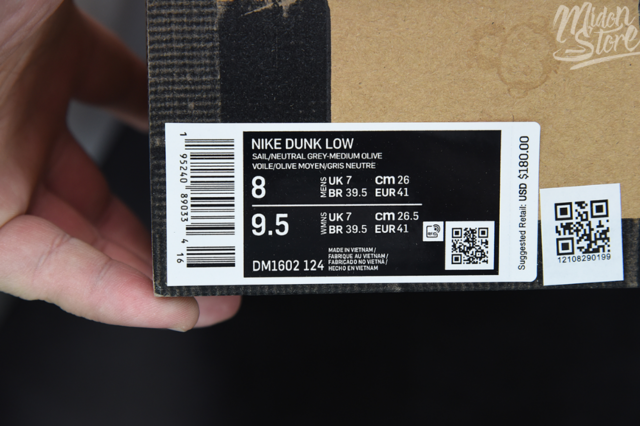 Midon
Store
NIKE DUNK LOW
SAIL/NEUTRAL GREY-MEDIUM OLIVE
VOILE/OLIVE MOYEN/GRIS NEUTRE
8 MENS UK 7 CM 26
BR 39.5 EUR 41
9.5 WMNS UK 7 CM 26.5
BR 39.5 EUR 41
DM1602 124
MADE IN VIETNAM /
FABRIQUE AU VIETNAM /
FABRICADO NO VIETNÃ /
HECHO EN VIETNAM
1 95240 89033 4 16
Suggested Retail: USD $180.00
12108290199